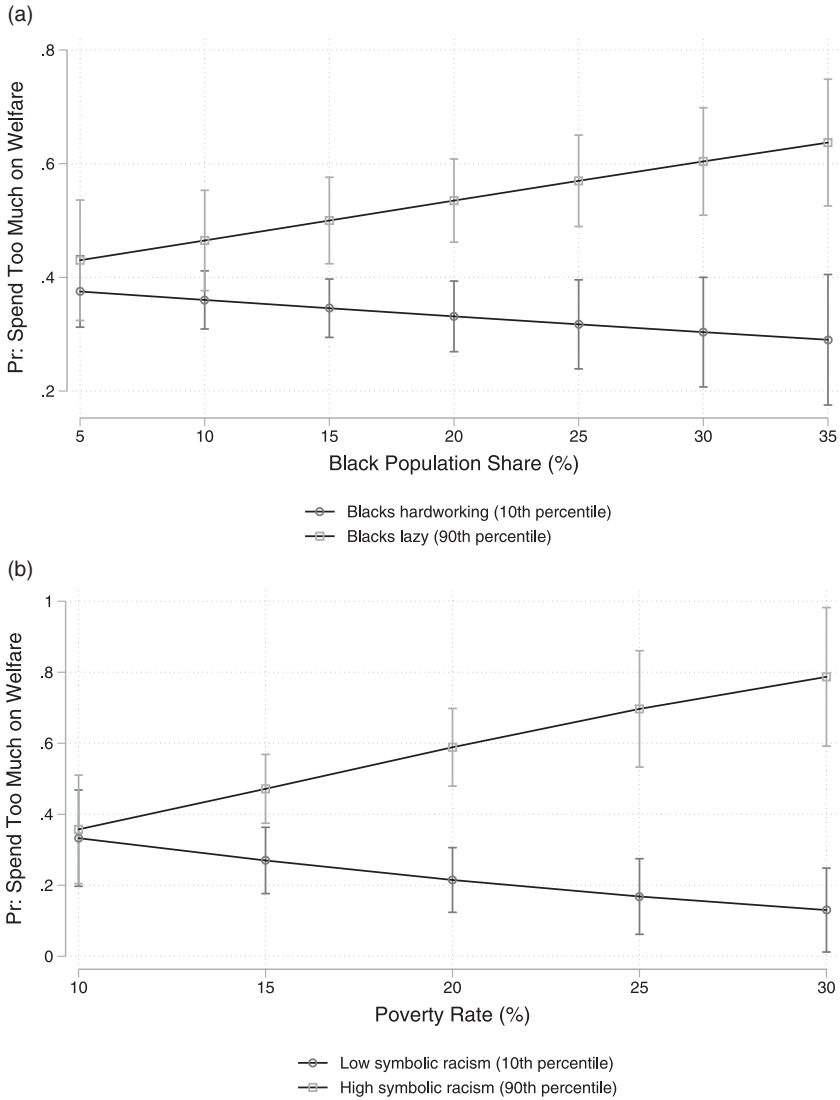 (a)
.8
.6
.4
.2
Pr: Spend Too Much on Welfare
5 10 15 20 25 30 35
Black Population Share (%)
Blacks hardworking (10th percentile)
Blacks lazy (90th percentile)
(b)
1
.8
.6
.4
.2
0
Pr: Spend Too Much on Welfare
10 15 20 25 30
Poverty Rate (%)
Low symbolic racism (10th percentile)
High symbolic racism (90th percentile)